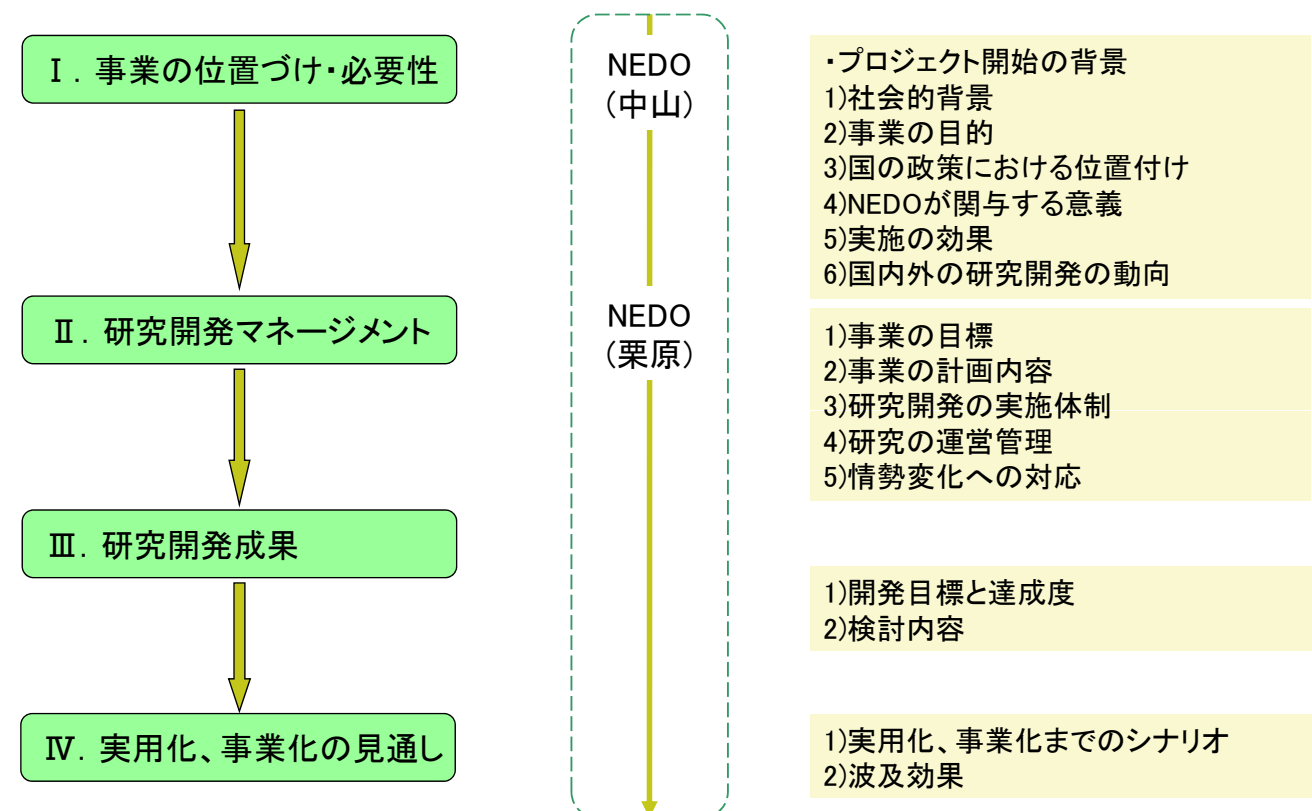 Ⅰ. 事業の位置づけ・必要性
NEDO
(中山)
・プロジェクト開始の背景
1)社会的背景
2)事業の目的
3)国の政策における位置付け
4)NEDOが関与する意義
5)実施の効果
6)国内外の研究開発の動向
Ⅱ. 研究開発マネージメント
NEDO
(栗原)
1)事業の目標
2)事業の計画内容
3)研究開発の実施体制
4)研究の運営管理
5)情勢変化への対応
Ⅲ. 研究開発成果
1)開発目標と達成度
2)検討内容
Ⅳ. 実用化、事業化の見通し
1)実用化、事業化までのシナリオ
2)波及効果